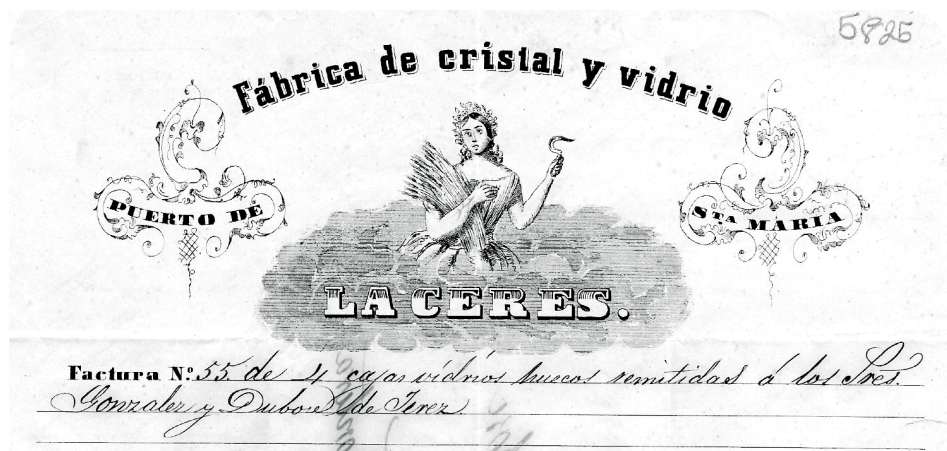 5825
Fábrica de cristal y vidrio
PUERTO DE STA MARIA
LA CERES.
Factura N.º 55. de 4 cajas vidrios huecos remitidas á los Sres.
Gonzalez y Dubosc de Jerez.